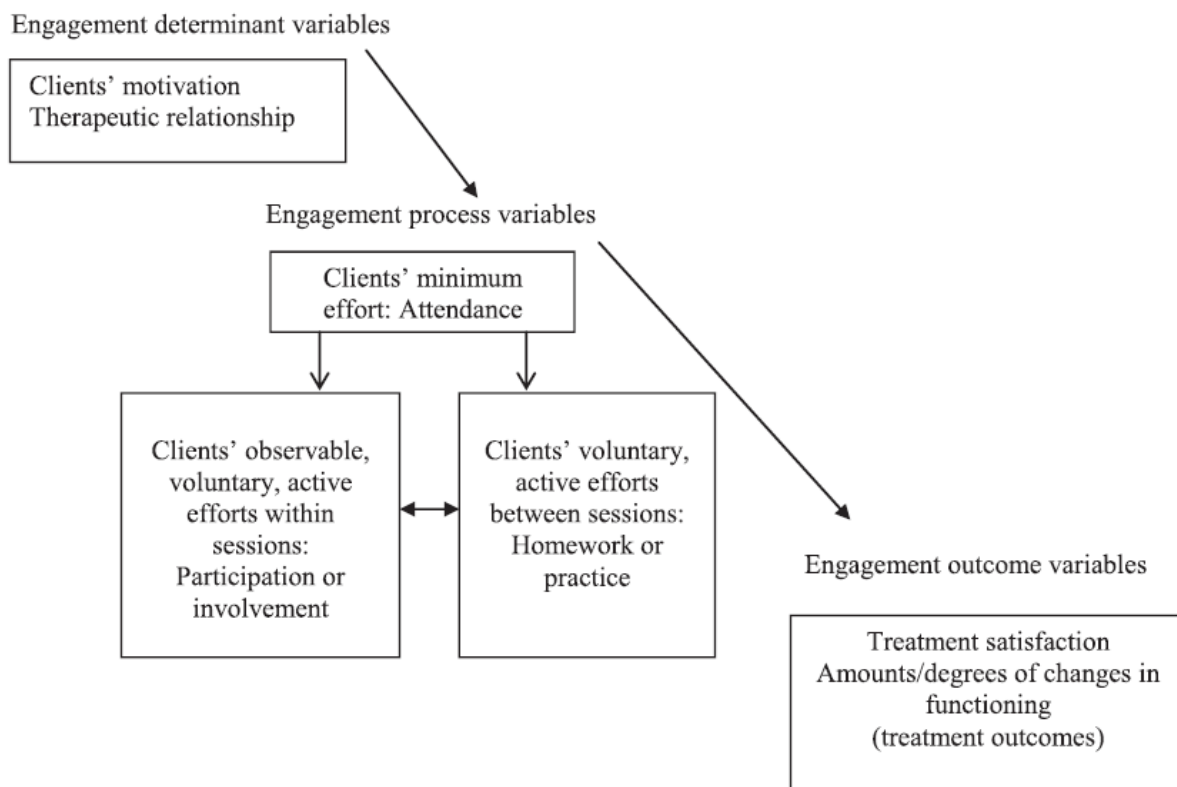 Engagement determinant variables
Clients’ motivation
Therapeutic relationship
Engagement process variables
Clients’ minimum
effort: Attendance
Clients’ observable,
voluntary, active
efforts within
sessions:
Participation or
involvement
Clients’ voluntary,
active efforts
between sessions:
Homework or
practice
Engagement outcome variables
Treatment satisfaction
Amounts/degrees of changes in
functioning
(treatment outcomes)